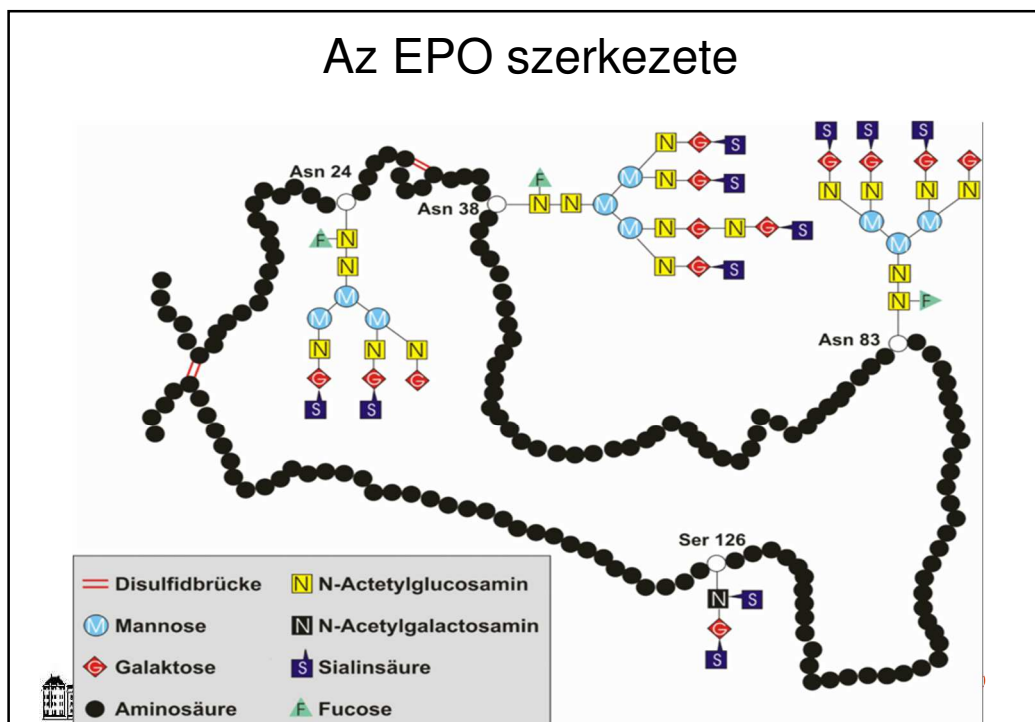 Az EPO szerkezete
S S S
N G S
G G G G
Asn 24
F
M N G S
N N N N
Asn 38
N N M
M M
F N
M N G N G S
M
N
N G S
N
M
N F
M M
Asn 83
N N N
G G G
S S
Ser 126
N S
G
S
Disulfidbrücke
N N-Actetylglucosamin
M Mannose
N N-Acetylgalactosamin
G Galaktose
S Sialinsäure
Aminosäure
F Fucose